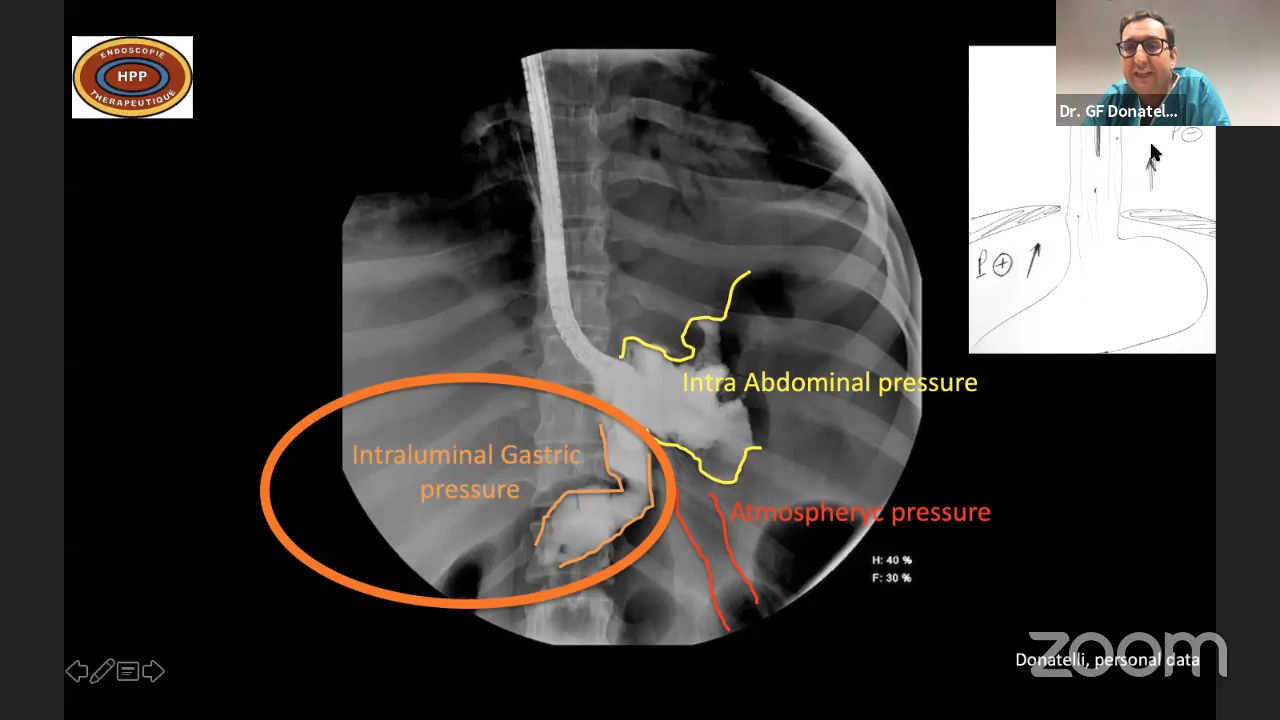 ENDOSCOPIE
HPP
THERAPEUTIQUE
Dr. GF Donatel...
P ⊖
P ⊕
Intra Abdominal pressure
Intraluminal Gastric
pressure
Atmospheryc pressure
H: 40 %
F: 30 %
zoom
Donatelli, personal data